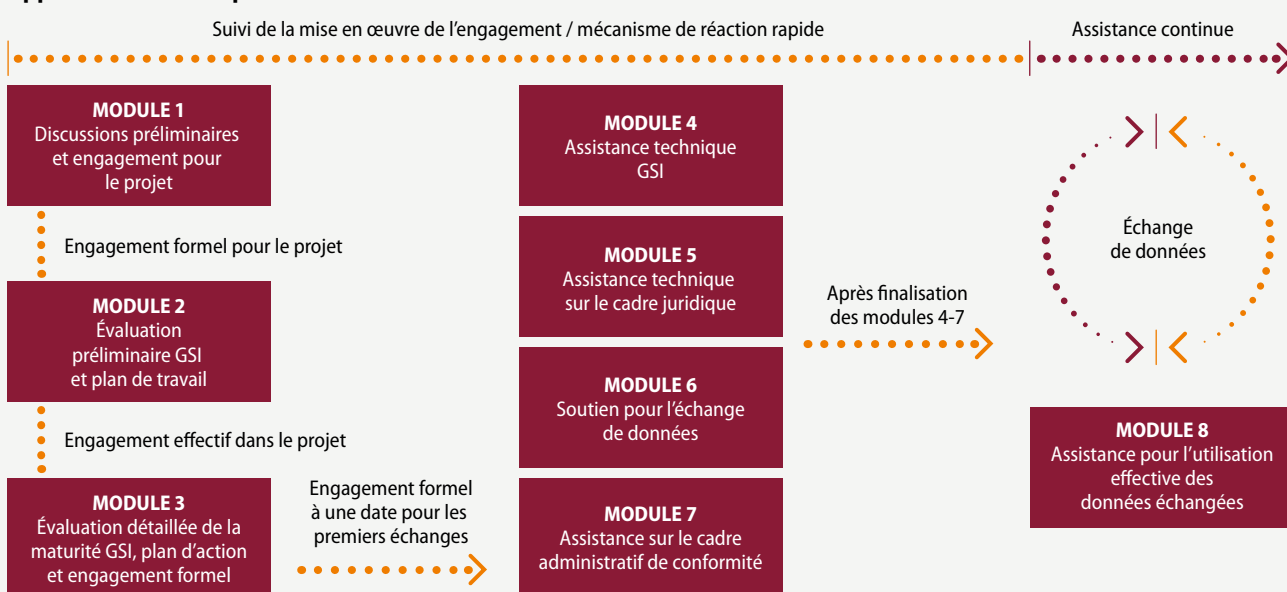 Suivi de la mise en œuvre de l'engagement / mécanisme de réaction rapide
Assistance continue
MODULE 1
Discussions préliminaires
et engagement pour
le projet
Engagement formel pour le projet
MODULE 2
Évaluation
préliminaire GSI
et plan de travail
Engagement effectif dans le projet
MODULE 3
Évaluation détaillée de la
maturité GSI, plan d'action
et engagement formel
Engagement formel
à une date pour les
premiers échanges
MODULE 4
Assistance technique
GSI
MODULE 5
Assistance technique
sur le cadre juridique
MODULE 6
Soutien pour l'échange
de données
MODULE 7
Assistance sur le cadre
administratif de conformité
Après finalisation
des modules 4-7
Échange
de données
MODULE 8
Assistance pour l'utilisation
effective des
données échangées